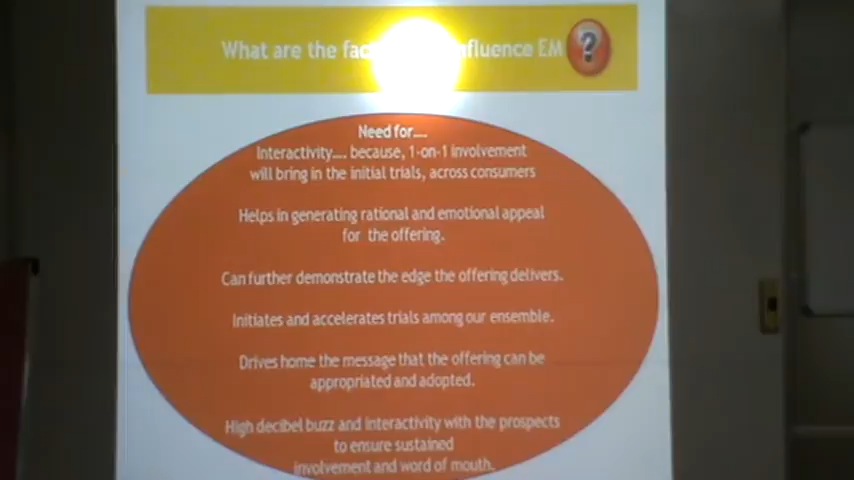 What are the fac fluence EM ?
Need for....
Interactivity.... because, 1-on-1 involvement
will bring in the initial trials, across consumers
Helps in generating rational and emotional appeal
for the offering.
Can further demonstrate the edge the offering delivers.
Initiates and accelerates trials among our ensemble.
Drives home the message that the offering can be
appropriated and adopted.
High decibel buzz and interactivity with the prospects
to ensure sustained
involvement and word of mouth.